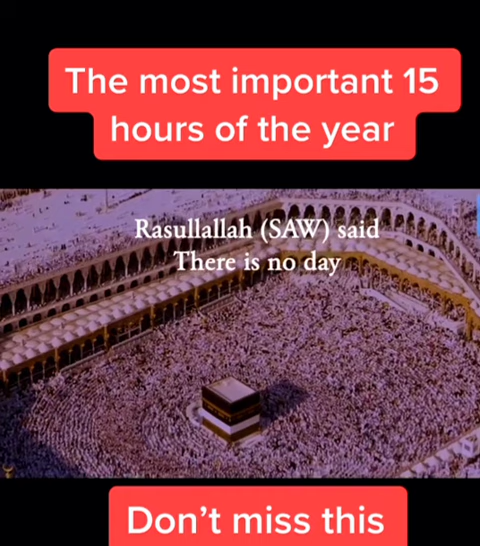 The most important 15
hours of the year
Rasullallah (SAW) said
There is no day
Don't miss this